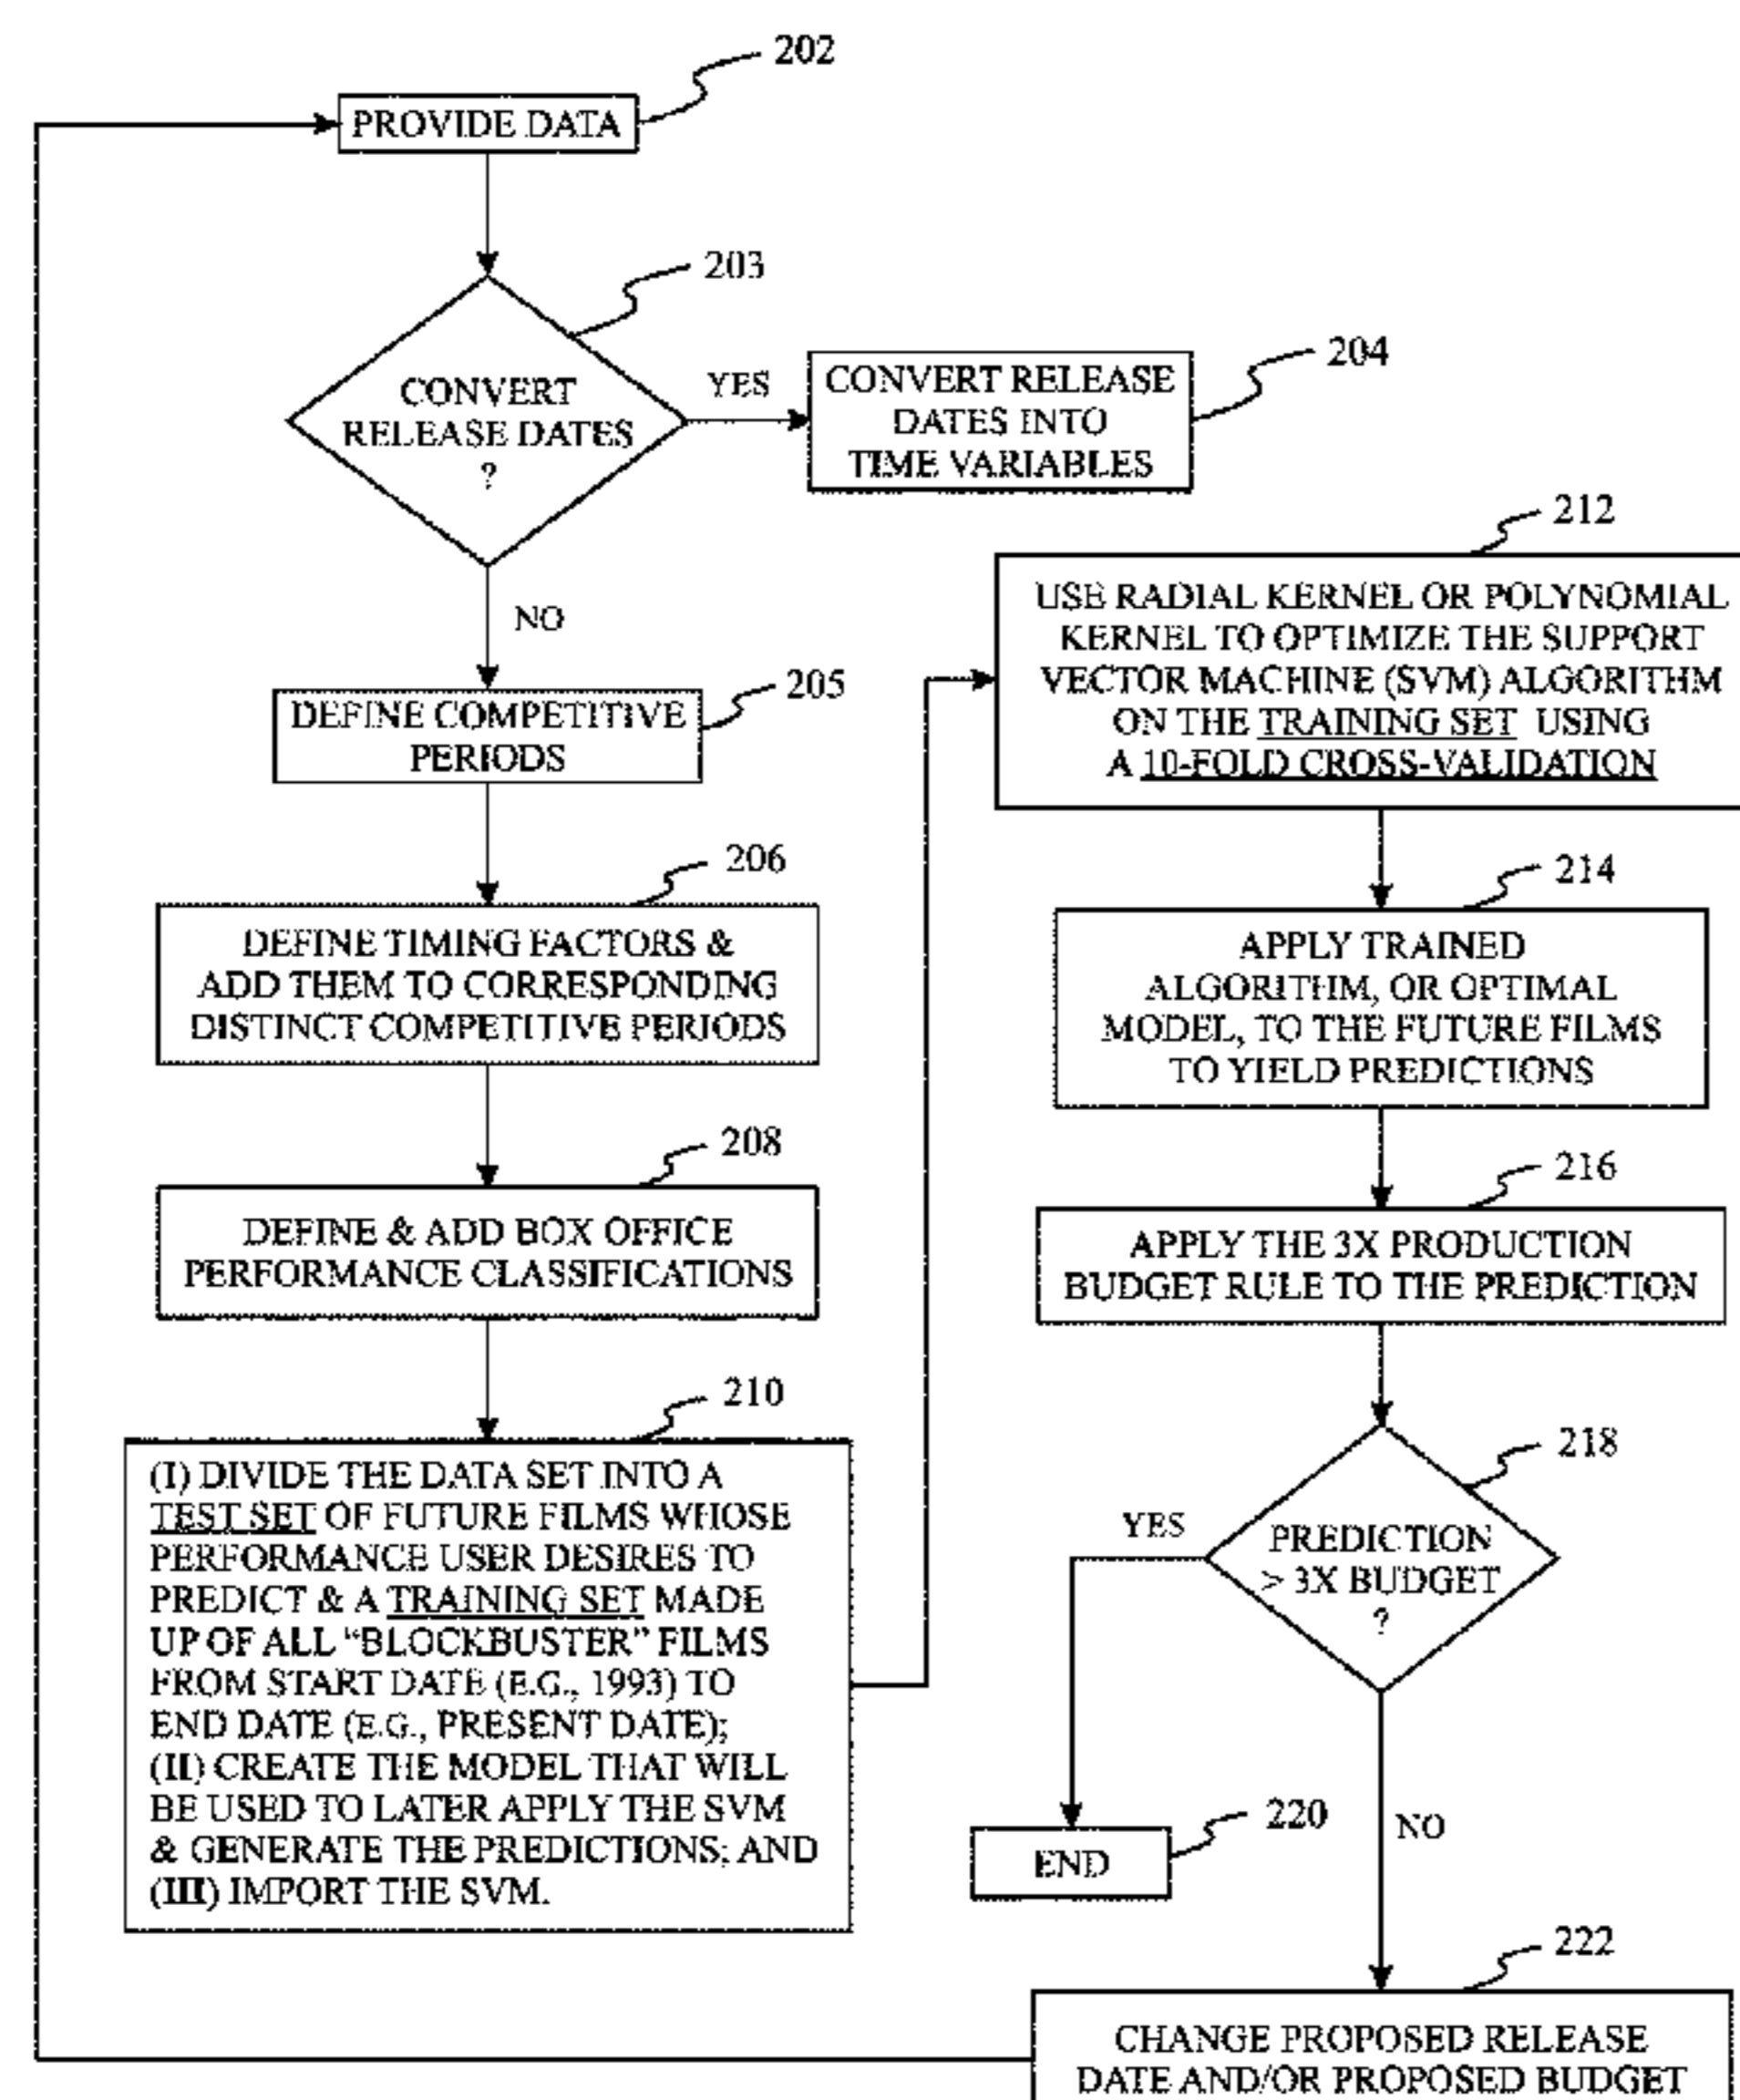 202
PROVIDE DATA
203
CONVERT
RELEASE DATES
?
YES
204
CONVERT RELEASE
DATES INTO
TIME VARIABLES
NO
205
DEFINE COMPETITIVE
PERIODS
206
DEFINE TIMING FACTORS &
ADD THEM TO CORRESPONDING
DISTINCT COMPETITIVE PERIODS
208
DEFINE & ADD BOX OFFICE
PERFORMANCE CLASSIFICATIONS
210
(I) DIVIDE THE DATA SET INTO A
TEST SET OF FUTURE FILMS WHOSE
PERFORMANCE USER DESIRES TO
PREDICT & A TRAINING SET MADE
UP OF ALL “BLOCKBUSTER” FILMS
FROM START DATE (E.G., 1993) TO
END DATE (E.G., PRESENT DATE);
(II) CREATE THE MODEL THAT WILL
BE USED TO LATER APPLY THE SVM
& GENERATE THE PREDICTIONS; AND
(III) IMPORT THE SVM.
212
USE RADIAL KERNEL OR POLYNOMIAL
KERNEL TO OPTIMIZE THE SUPPORT
VECTOR MACHINE (SVM) ALGORITHM
ON THE TRAINING SET USING
A 10-FOLD CROSS-VALIDATION
214
APPLY TRAINED
ALGORITHM, OR OPTIMAL
MODEL, TO THE FUTURE FILMS
TO YIELD PREDICTIONS
216
APPLY THE 3X PRODUCTION
BUDGET RULE TO THE PREDICTION
218
PREDICTION
> 3X BUDGET
?
YES
220
END
NO
222
CHANGE PROPOSED RELEASE
DATE AND/OR PROPOSED BUDGET